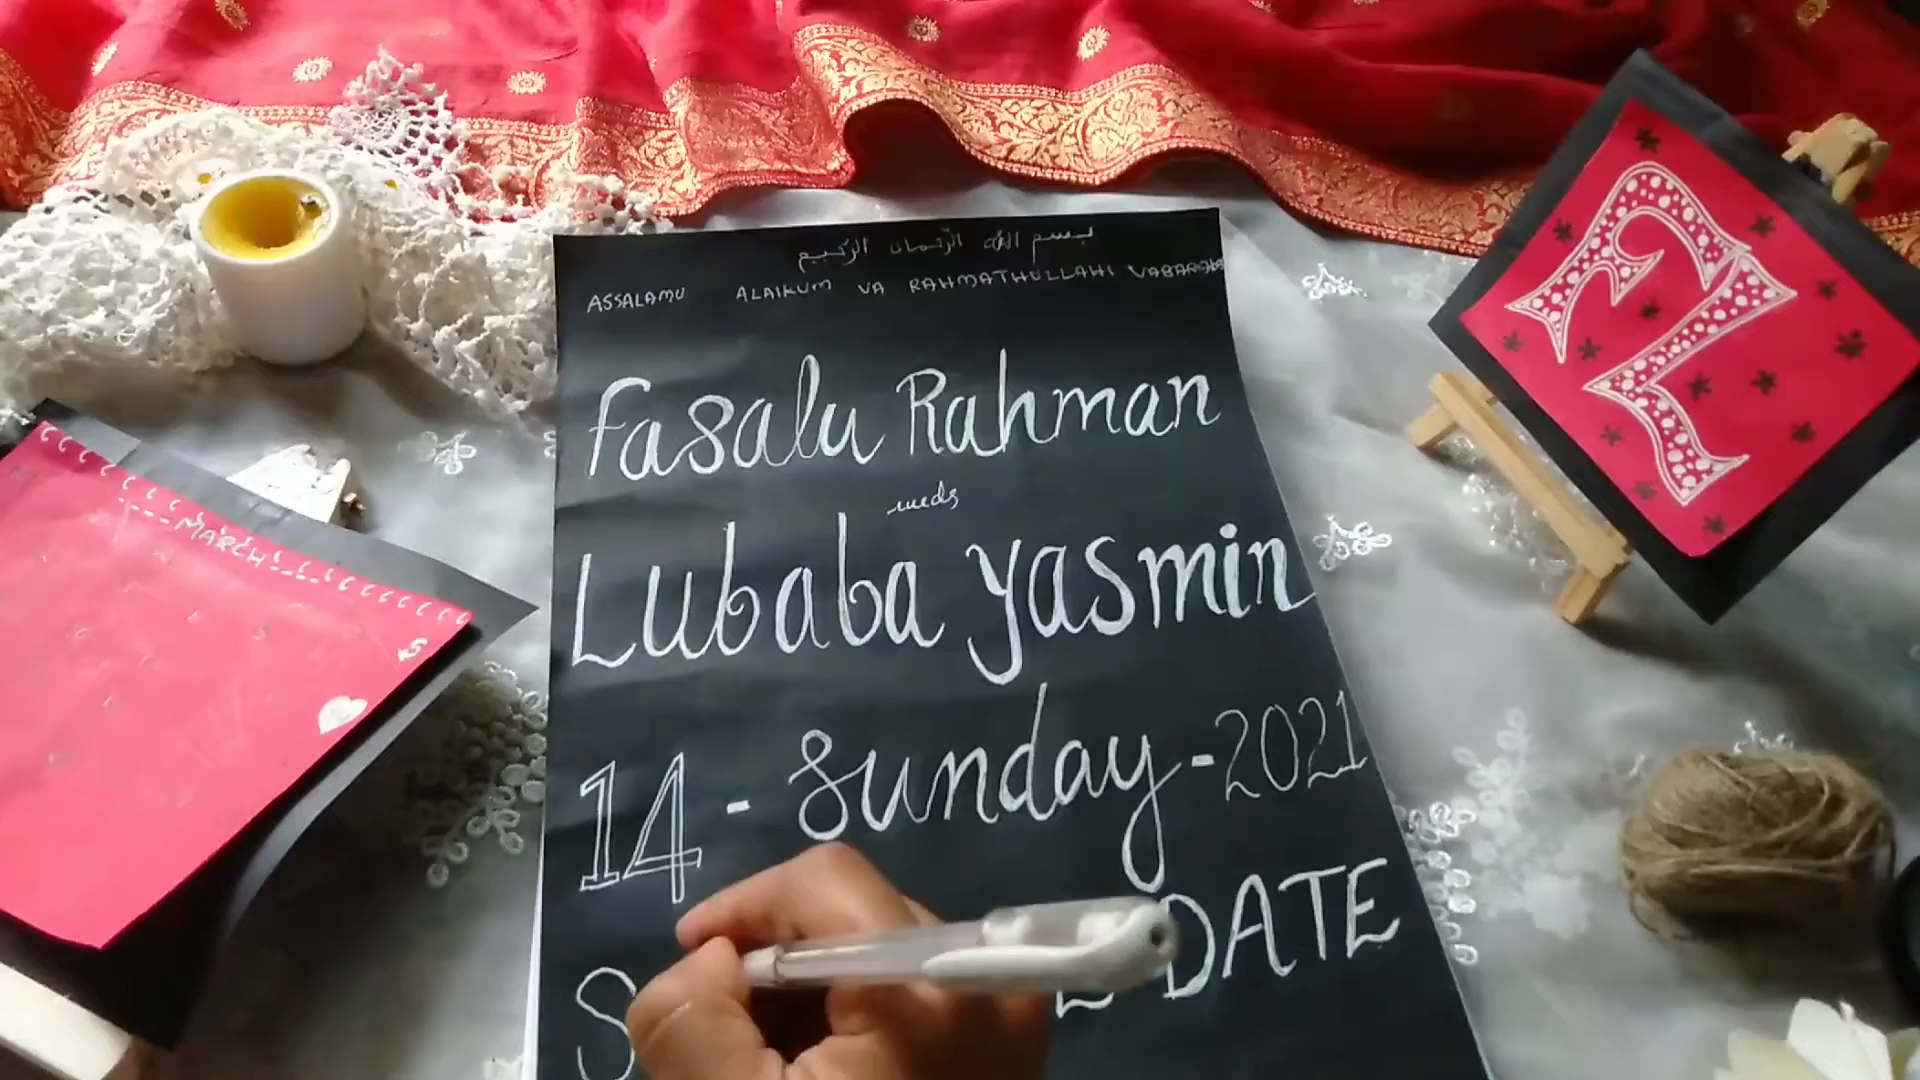 بسم الله الرحمان الرحيم
ASSALAMU ALAIKUM VA RAHMATHULLAHI VABARAKA
Fasalu Rahman
weds
Lubaba Yasmin
14 - Sunday - 2021
S
DATE
MARCH
FL